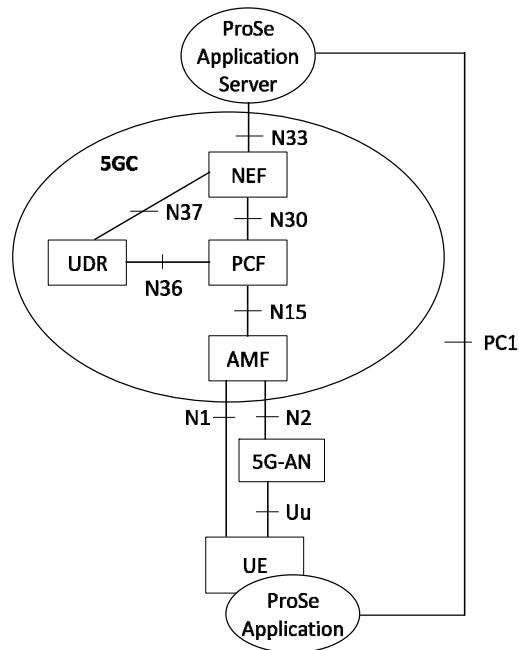 ProSe
Application
Server
N33
5GC
NEF
N37
N30
UDR
PCF
N36
N15
PC1
AMF
N1
N2
5G-AN
Uu
UE
ProSe
Application